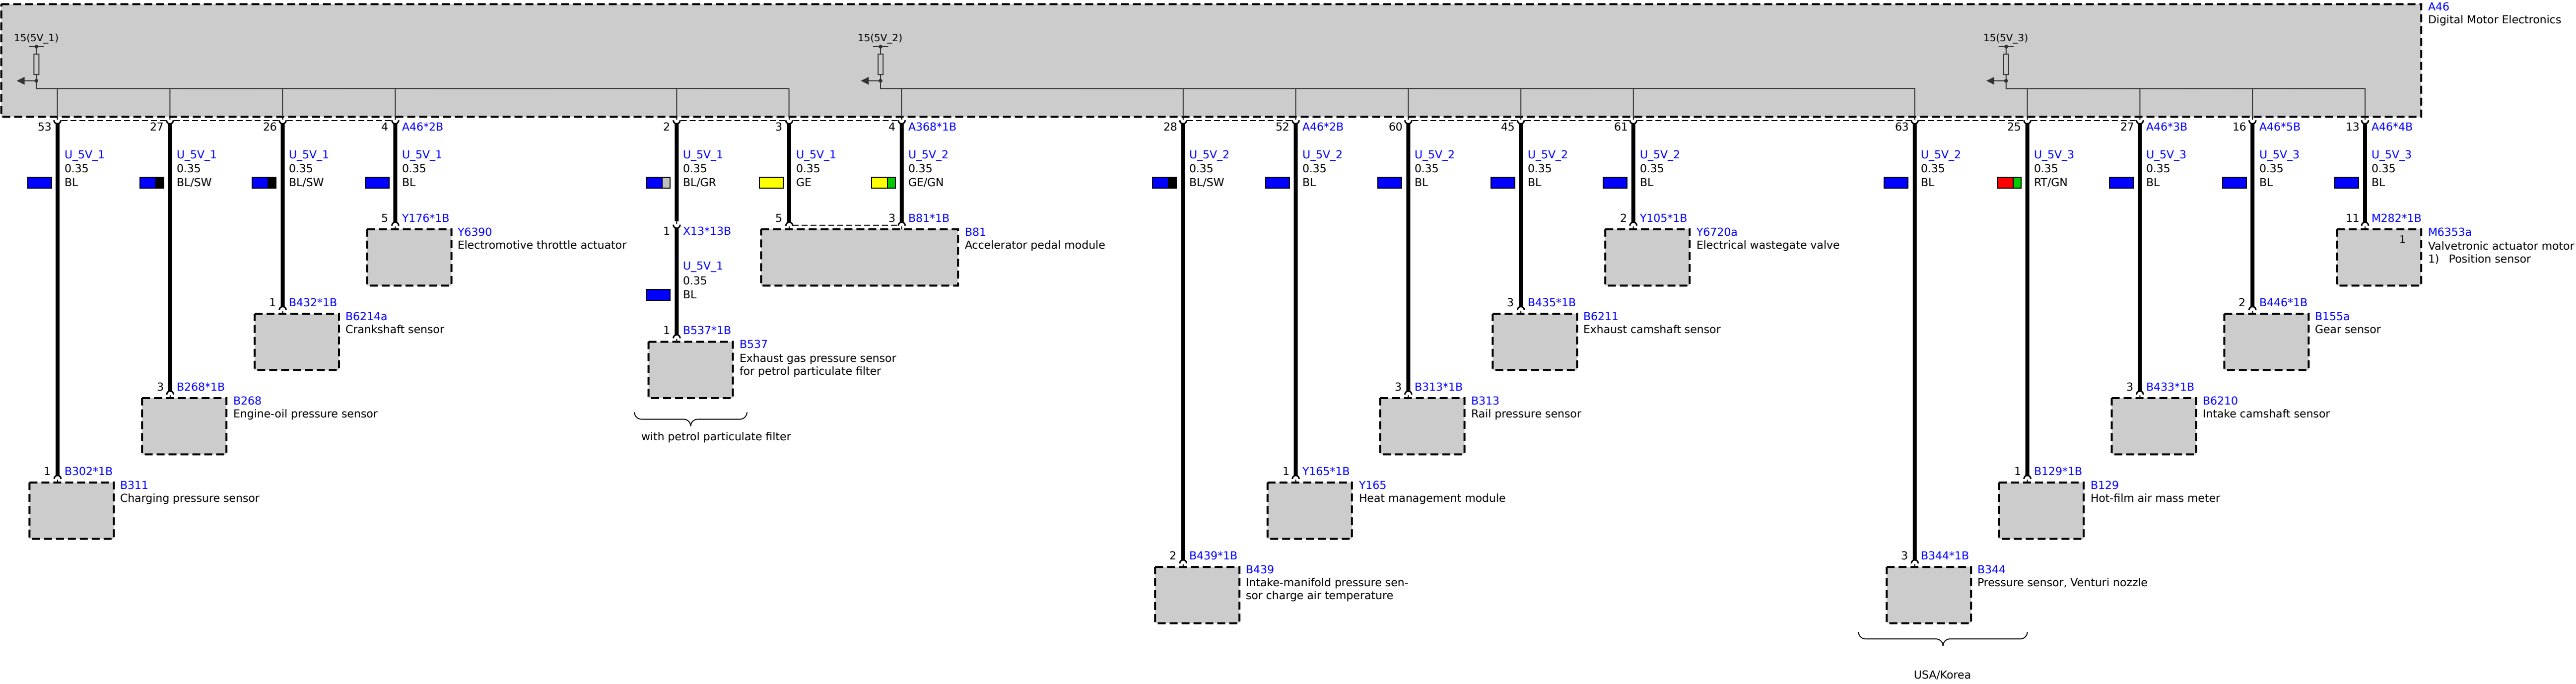 A46
Digital Motor Electronics
15(5V_1)
15(5V_2)
15(5V_3)
53
27
26
4
A46*2B
2
3
4
A368*1B
28
52
A46*2B
60
45
61
63
25
27
A46*3B
16
A46*5B
13
A46*4B
U_5V_1
0.35
BL
U_5V_1
0.35
BL/SW
U_5V_1
0.35
BL/SW
U_5V_1
0.35
BL
U_5V_1
0.35
BL/GR
U_5V_1
0.35
GE
U_5V_2
0.35
GE/GN
U_5V_2
0.35
BL/SW
U_5V_2
0.35
BL
U_5V_2
0.35
BL
U_5V_2
0.35
BL
U_5V_2
0.35
BL
U_5V_2
0.35
BL
U_5V_3
0.35
RT/GN
U_5V_3
0.35
BL
U_5V_3
0.35
BL
U_5V_3
0.35
BL
5
Y176*1B
Y6390
Electromotive throttle actuator
1
X13*13B
U_5V_1
0.35
BL
5
3
B81*1B
B81
Accelerator pedal module
2
Y105*1B
Y6720a
Electrical wastegate valve
11
M282*1B
1
M6353a
Valvetronic actuator motor
1) Position sensor
1
B432*1B
B6214a
Crankshaft sensor
1
B537*1B
B537
Exhaust gas pressure sensor
for petrol particulate filter
with petrol particulate filter
3
B435*1B
B6211
Exhaust camshaft sensor
2
B446*1B
B155a
Gear sensor
3
B268*1B
B268
Engine-oil pressure sensor
3
B313*1B
B313
Rail pressure sensor
3
B433*1B
B6210
Intake camshaft sensor
1
B302*1B
B311
Charging pressure sensor
1
Y165*1B
Y165
Heat management module
1
B129*1B
B129
Hot-film air mass meter
2
B439*1B
B439
Intake-manifold pressure sen-
sor charge air temperature
3
B344*1B
B344
Pressure sensor, Venturi nozzle
USA/Korea